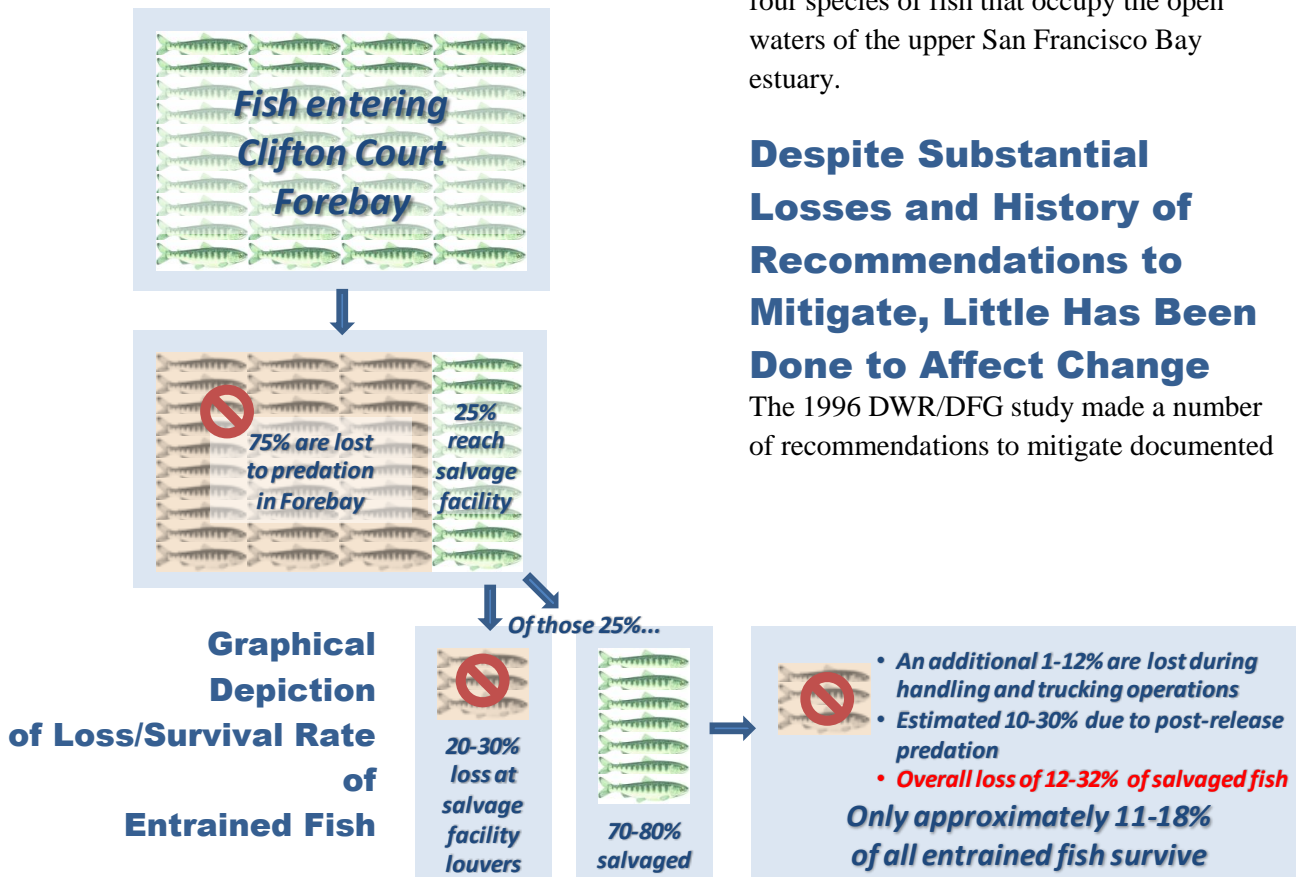 four species of fish that occupy the open
waters of the upper San Francisco Bay
estuary.
Despite Substantial
Losses and History of
Recommendations to
Mitigate, Little Has Been
Done to Affect Change
The 1996 DWR/DFG study made a number
of recommendations to mitigate documented
Fish entering
Clifton Court
Forebay
75% are lost
to predation
in Forebay
25%
reach
salvage
facility
Of those 25%...
Graphical
Depiction
of Loss/Survival Rate
of
Entrained Fish
20-30%
loss at
salvage
facility
louvers
70-80%
salvaged
• An additional 1-12% are lost during
handling and trucking operations
• Estimated 10-30% due to post-release
predation
• Overall loss of 12-32% of salvaged fish
Only approximately 11-18%
of all entrained fish survive